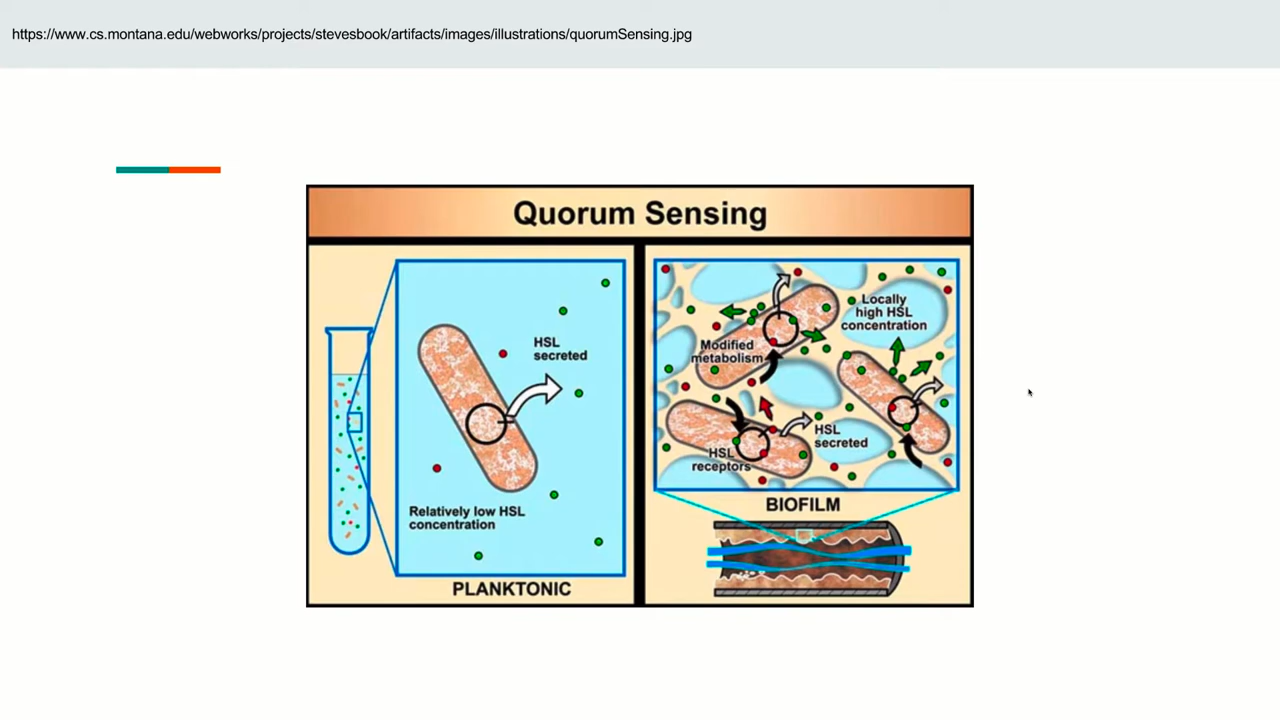 https://www.cs.montana.edu/webworks/projects/stevesbook/artifacts/images/illustrations/quorumSensing.jpg
Quorum Sensing
HSL
secreted
Relatively low HSL
concentration
PLANKTONIC
Locally
high HSL
concentration
Modified
metabolism
HSL
secreted
HSL
receptors
BIOFILM